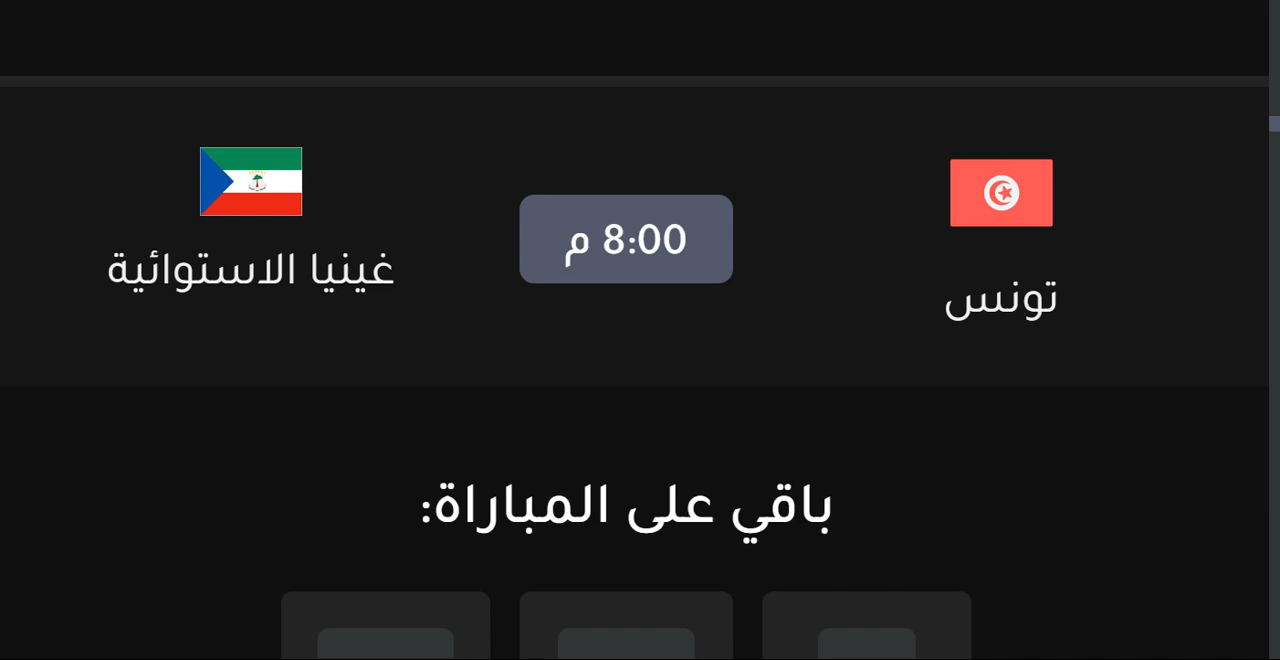 تونس
8:00 م
غينيا الاستوائية
باقي على المباراة: